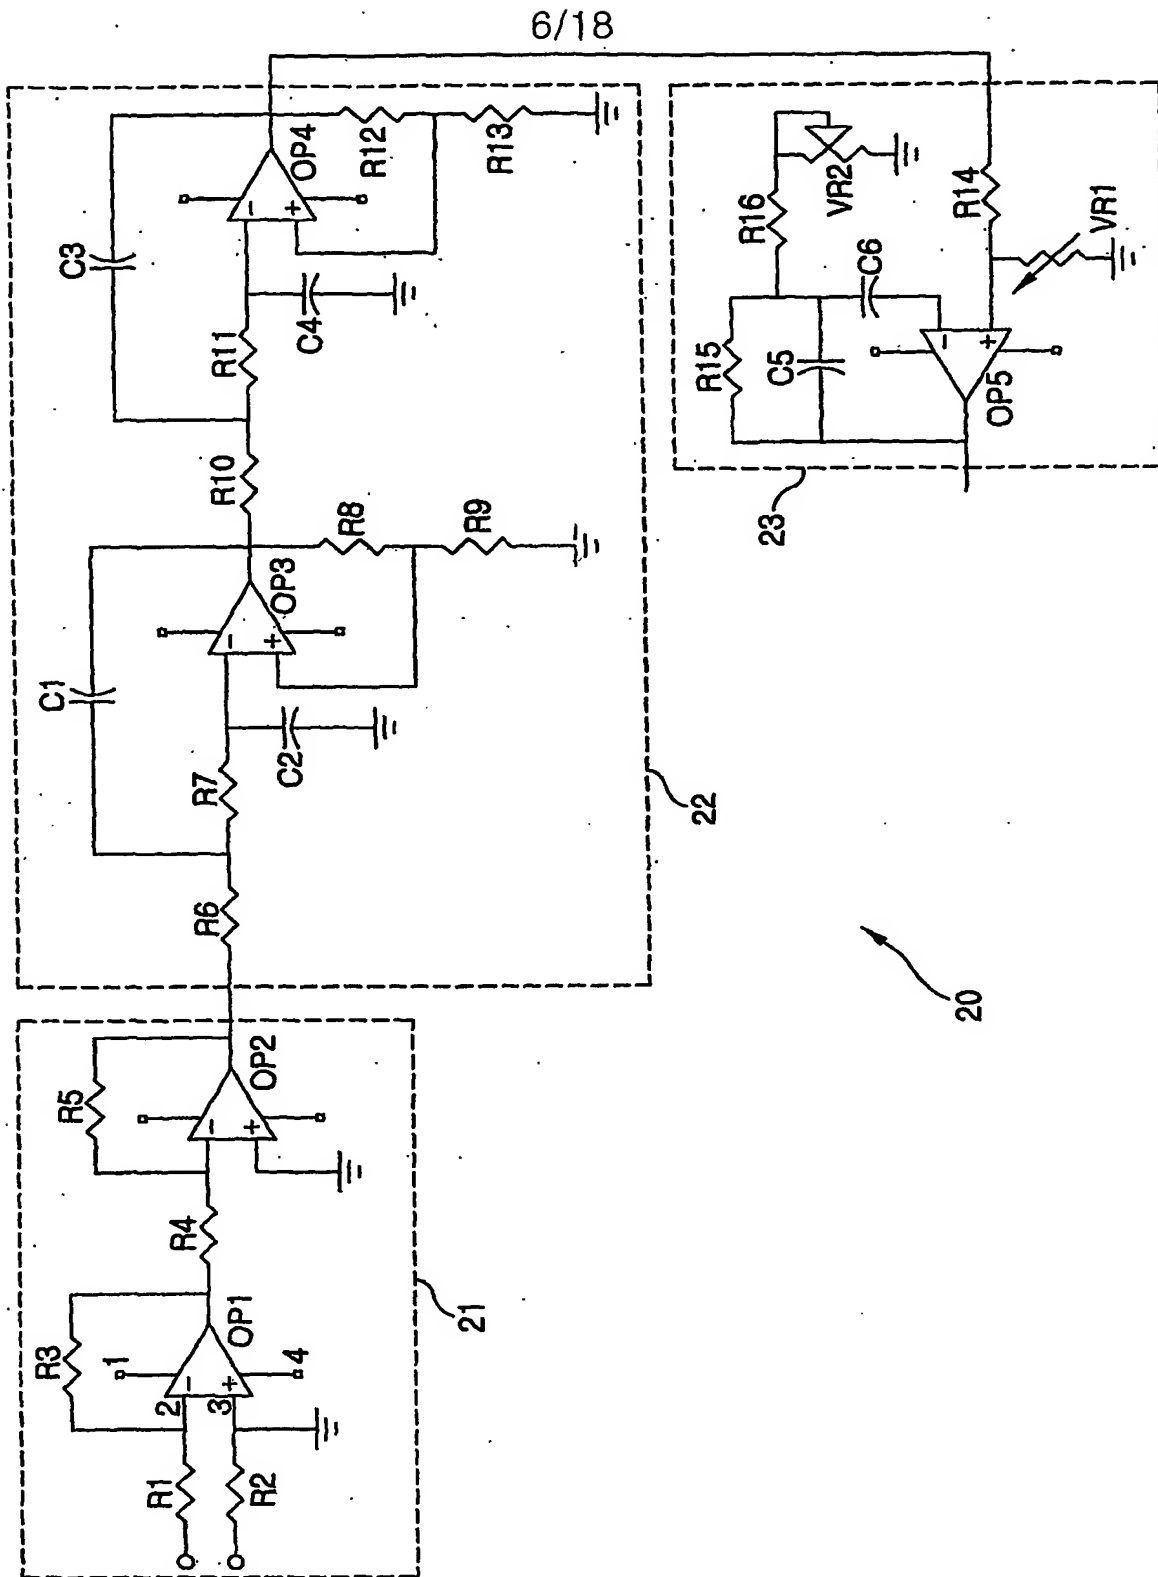 6/18
R1
R2
2
3
R3
1
4
OP1
R4
R5
-
+
OP2
21
R6
R7
C1
C2
-
+
OP3
R8
R9
R10
R11
C3
C4
-
+
OP4
R12
R13
22
R14
VR1
R16
VR2
C6
R15
C5
-
+
OP5
23
20
-
+